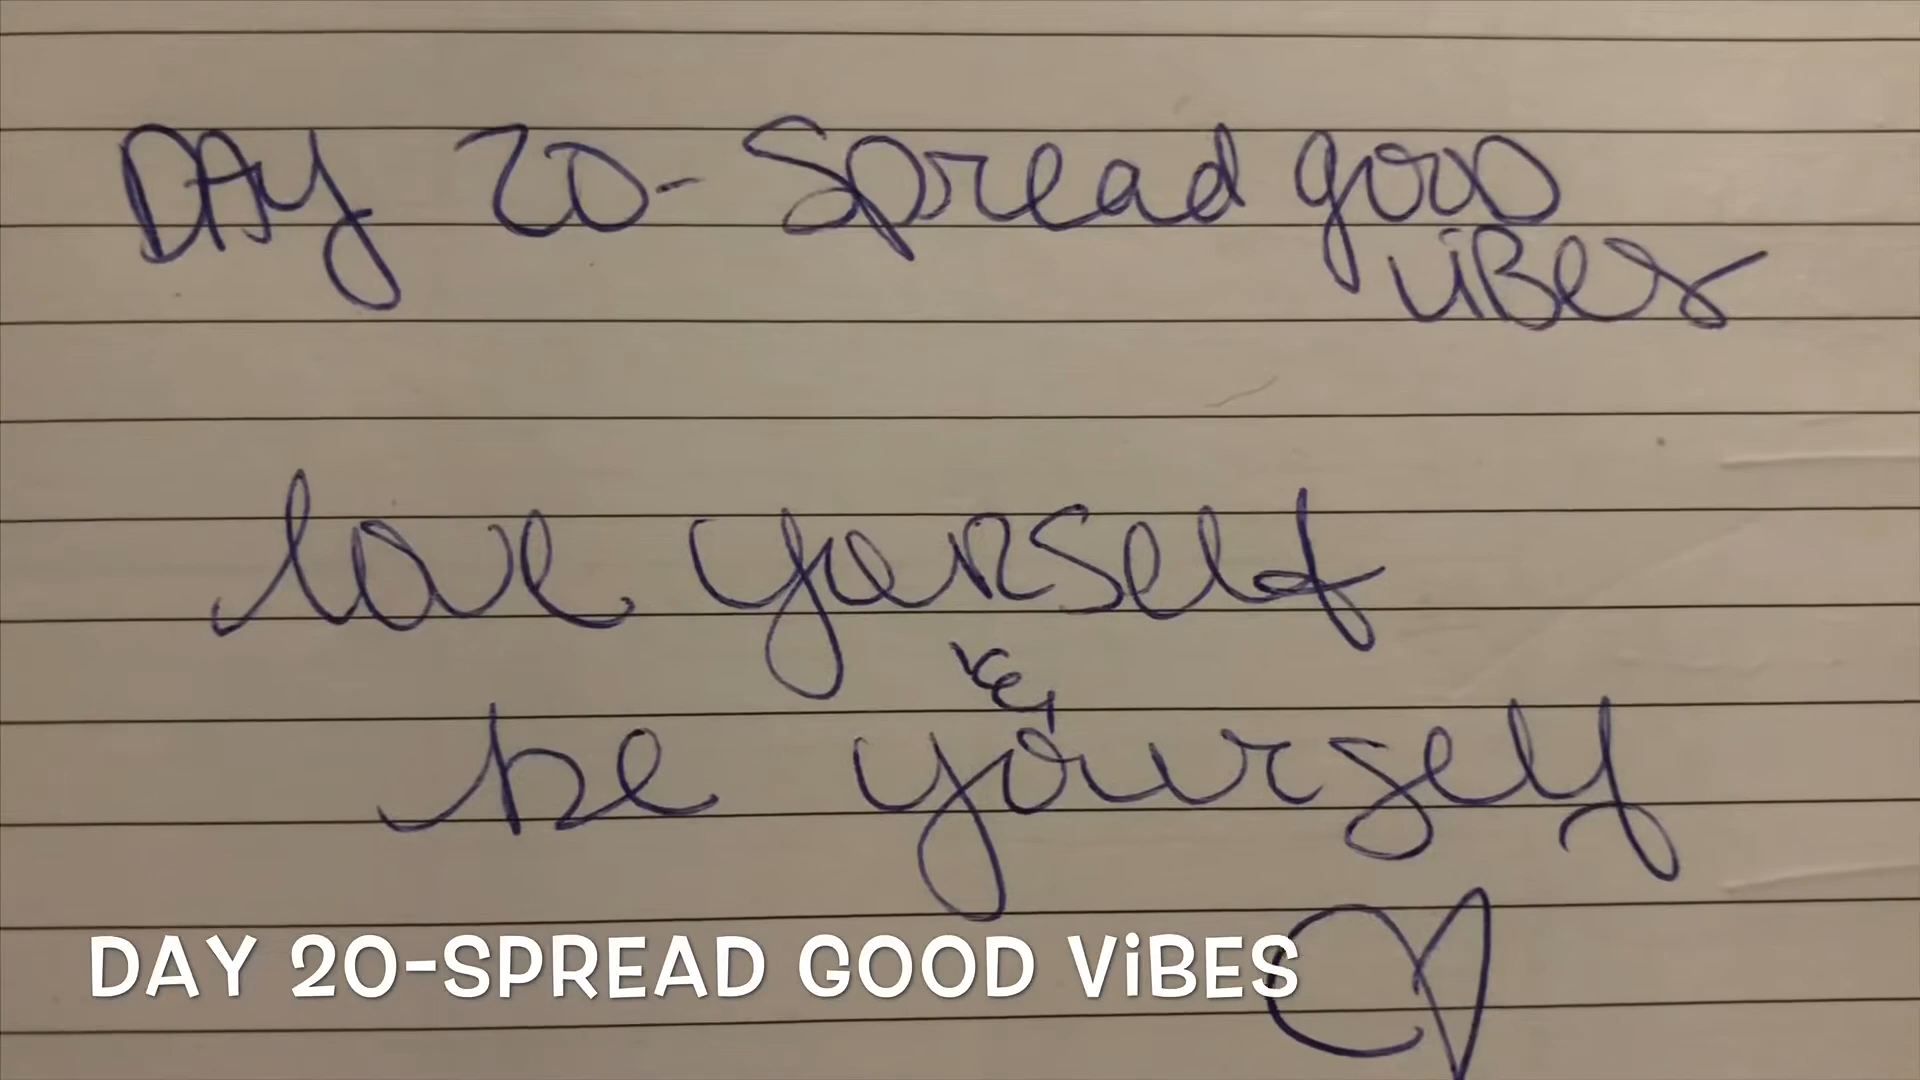 DAY 20- Spread good
viBes
love yourself
&
be yourself
DAY 20-SPREAD GOOD ViBES